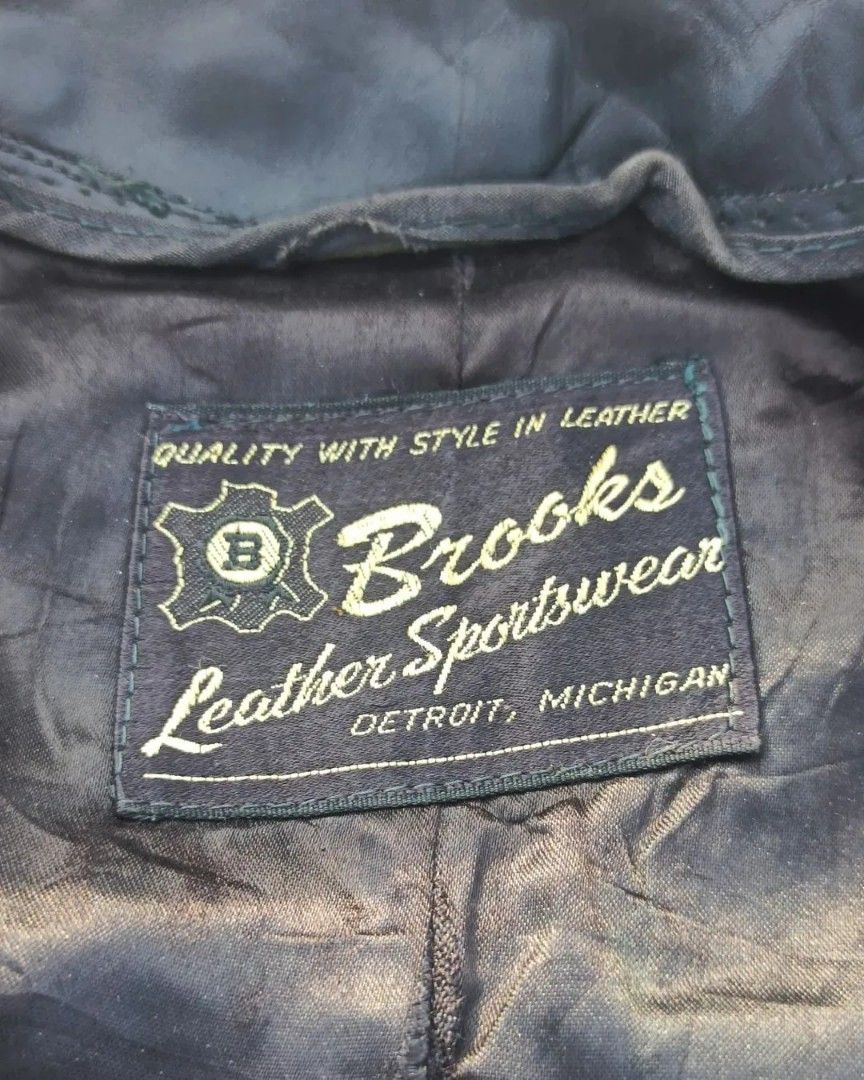 QUALITY WITH STYLE IN LEATHER
B
Brooks
Leather Sportswear
DETROIT, MICHIGAN